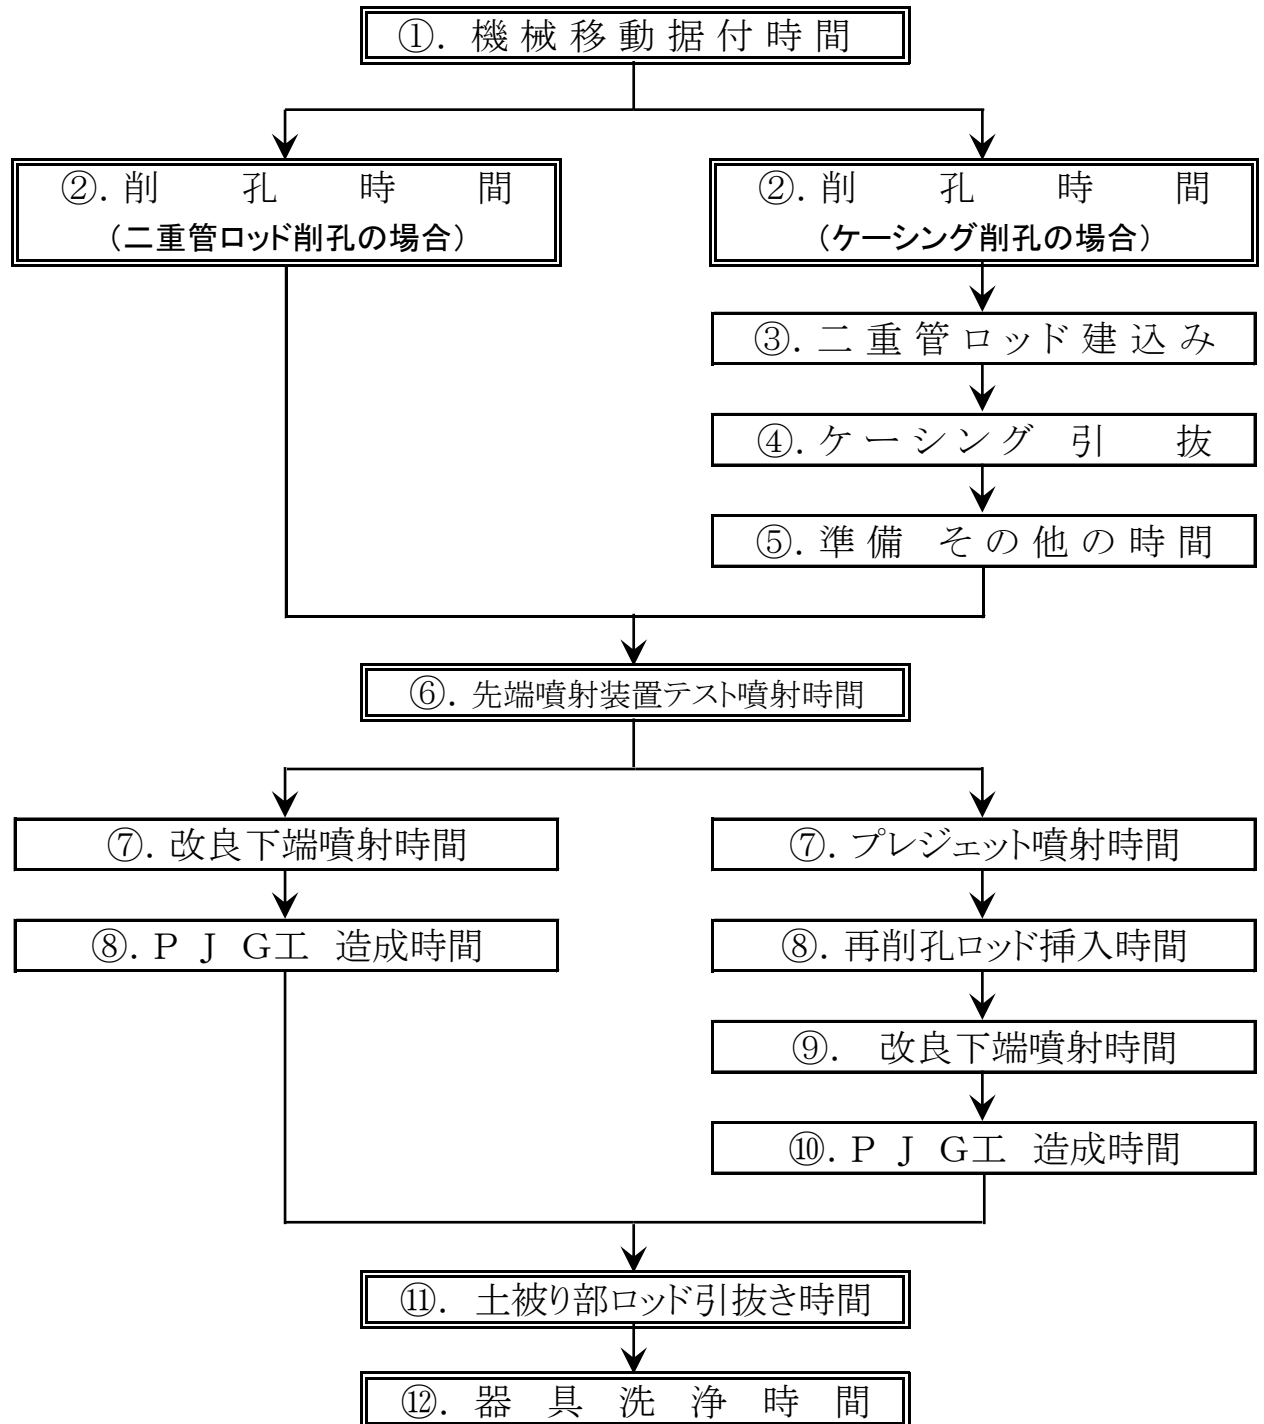 ①. 機械移動据付時間
②. 削孔時間
(二重管ロッド削孔の場合)
②. 削孔時間
(ケーシング削孔の場合)
③. 二重管ロッド建込み
④. ケーシング 引抜
⑤. 準備 その他の時間
⑥. 先端噴射装置テスト噴射時間
⑦. 改良下端噴射時間
⑧. ＰＪＧ工 造成時間
⑦. プレジェット噴射時間
⑧. 再削孔ロッド挿入時間
⑨. 改良下端噴射時間
⑩. ＰＪＧ工 造成時間
⑪. 土被り部ロッド引抜き時間
⑫. 器具洗浄時間